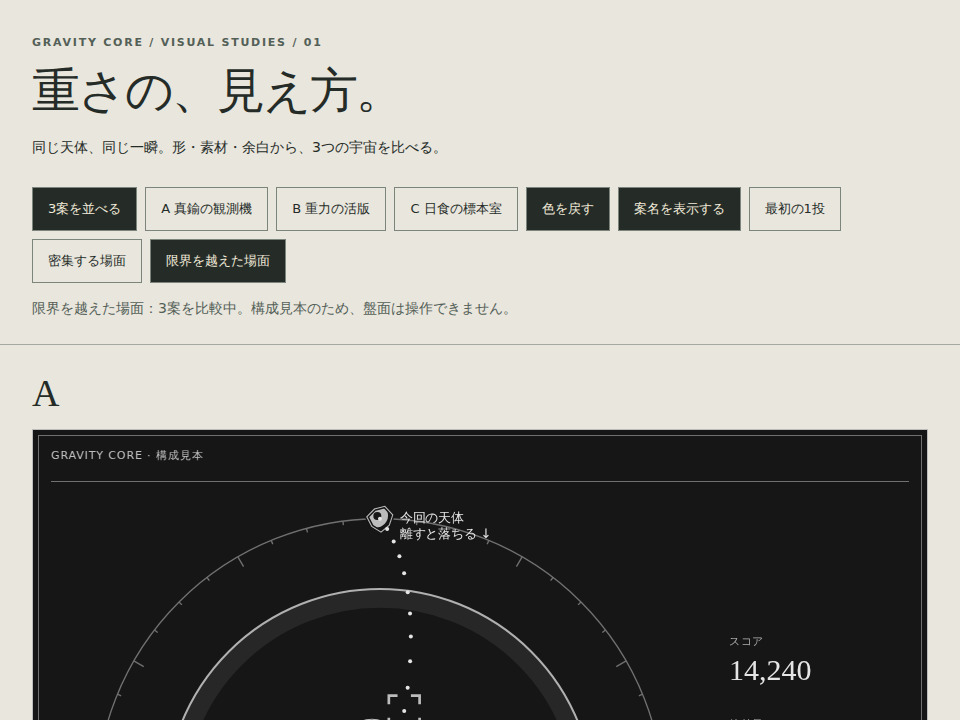 GRAVITY CORE / VISUAL STUDIES / 01
重さの、見え方。
同じ天体、同じ一瞬。形・素材・余白から、3つの宇宙を比べる。
3案を並べる
A 真鍮の観測機
B 重力の活版
C 日食の標本室
色を戻す
案名を表示する
最初の1投
密集する場面
限界を越えた場面
限界を越えた場面：3案を比較中。構成見本のため、盤面は操作できません。
A
GRAVITY CORE · 構成見本
今回の天体
離すと落ちる ↓
スコア
14,240